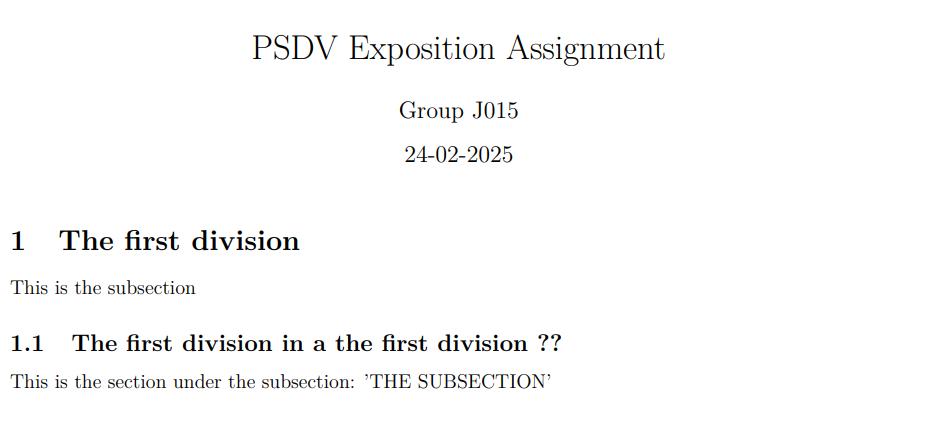 PSDV Exposition Assignment
Group J015
24-02-2025
1 The first division
This is the subsection
1.1 The first division in a the first division ??
This is the section under the subsection: ’THE SUBSECTION’